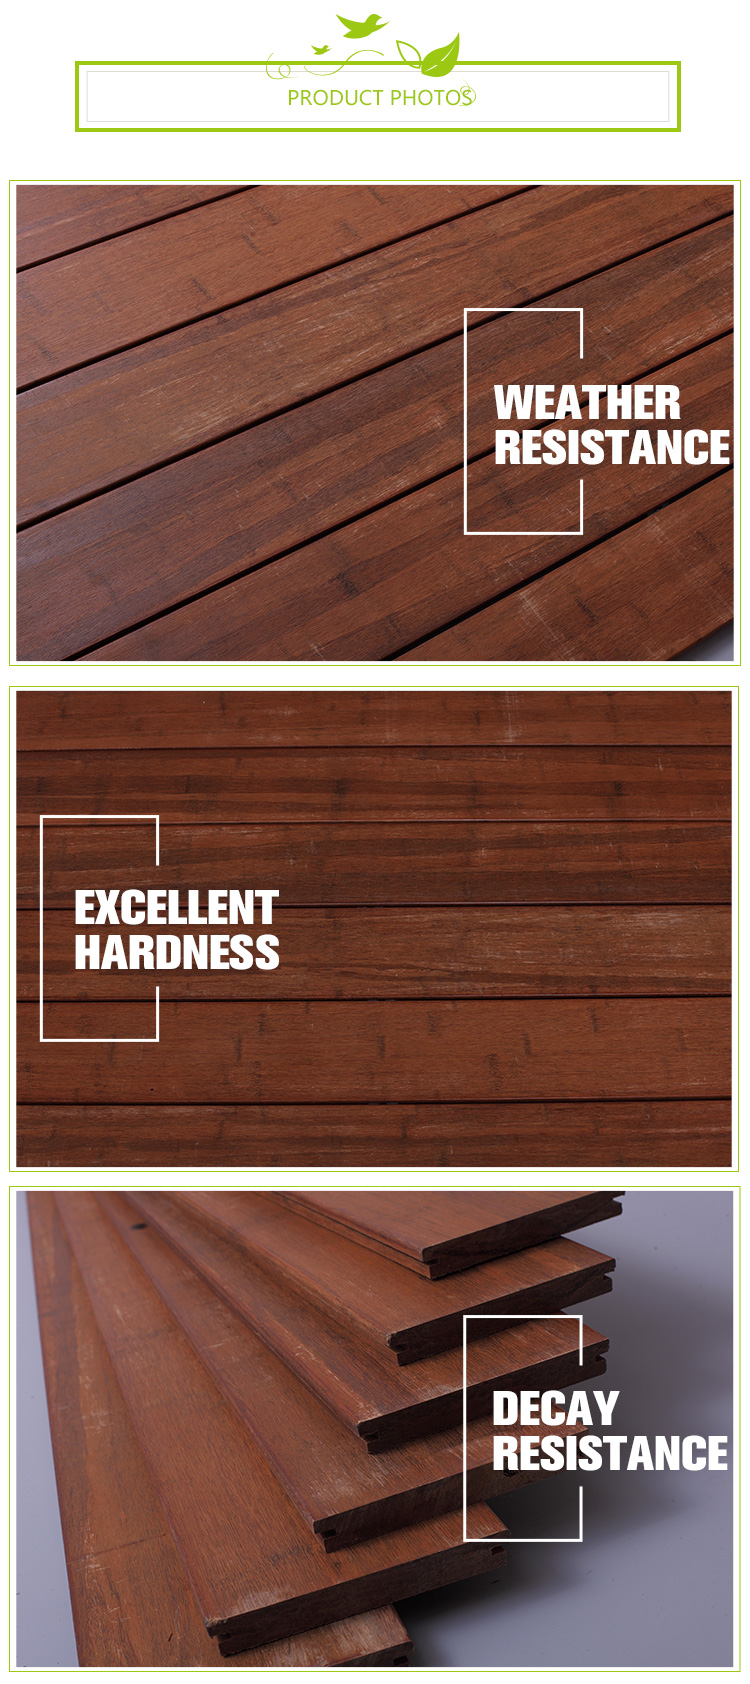 PRODUCT PHOTOS
WEATHER
RESISTANCE
EXCELLENT
HARDNESS
DECAY
RESISTANCE